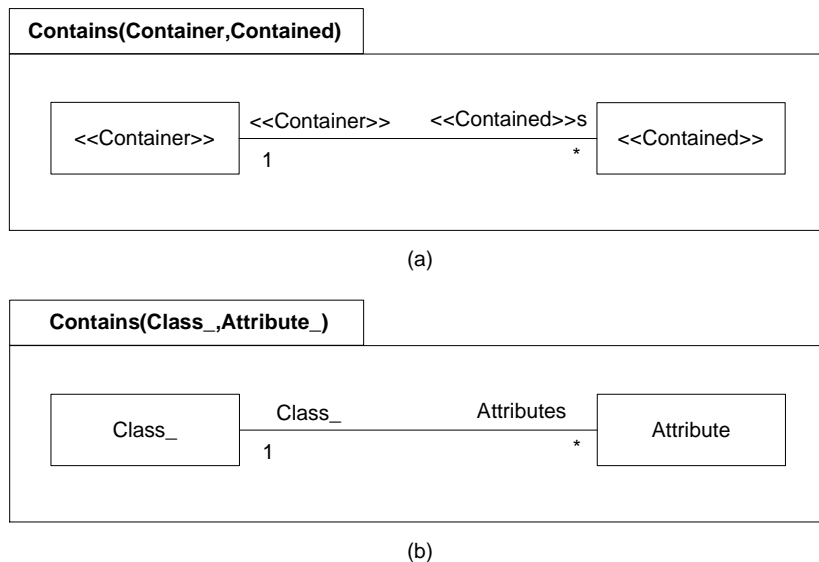 Contains(Container,Contained)
<<Container>> <<Contained>>s
<<Container>> <<Contained>>
1 *
(a)
Contains(Class_,Attribute_)
Class_ Attributes
Class_ Attribute
1 *
(b)